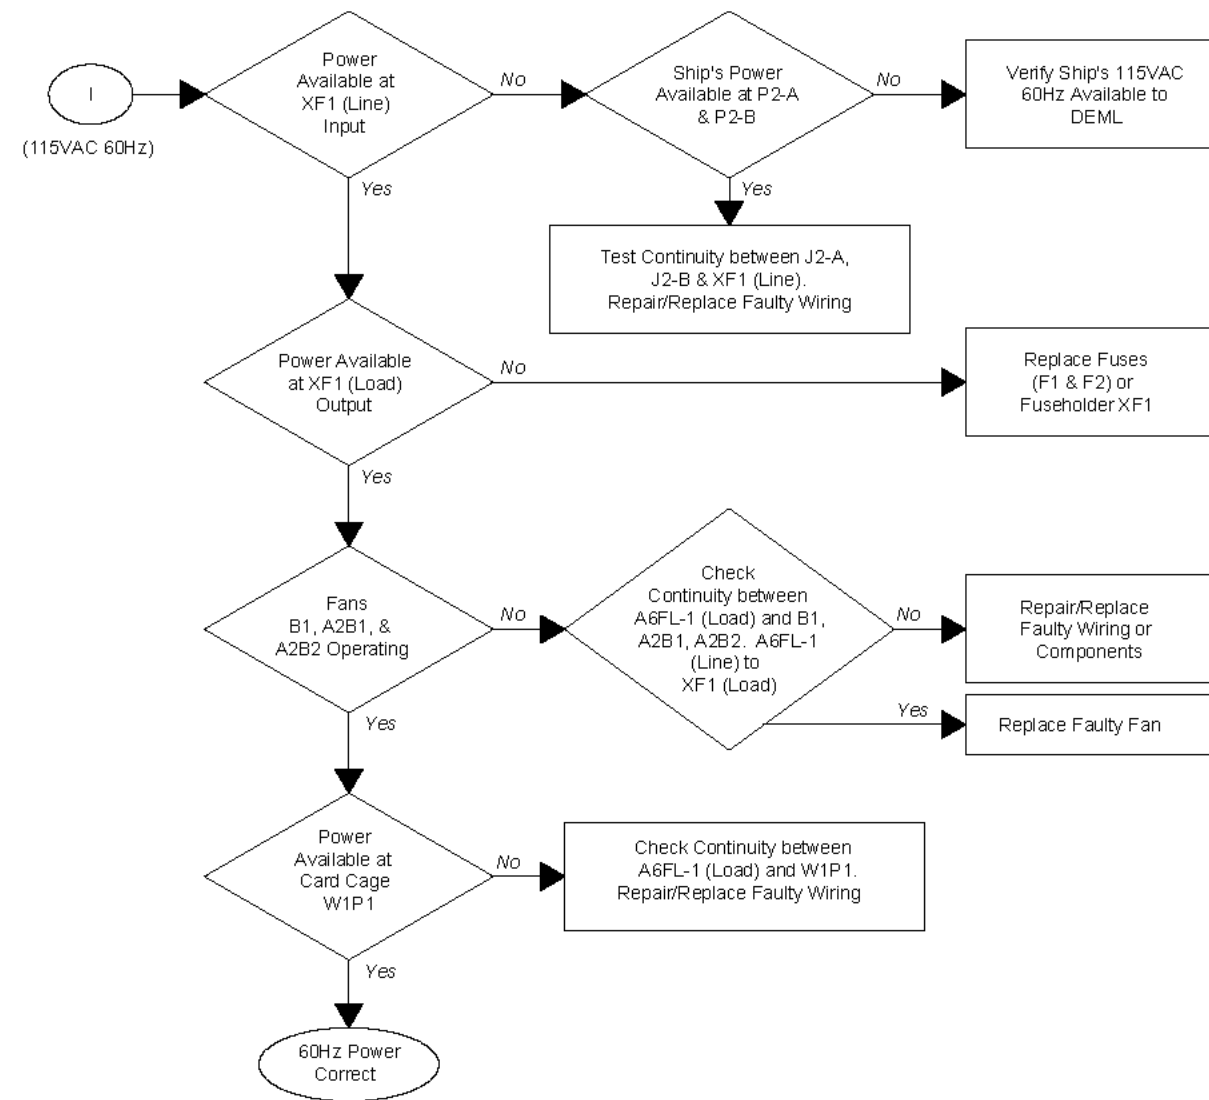 I
(115VAC 60Hz)
Power
Available at
XF1 (Line)
Input
No
Ship's Power
Available at P2-A
& P2-B
No
Verify Ship's 115VAC
60Hz Available to
DEML
Yes
Yes
Test Continuity between J2-A,
J2-B & XF1 (Line).
Repair/Replace Faulty Wiring
Power Available
at XF1 (Load)
Output
No
Replace Fuses
(F1 & F2) or
Fuseholder XF1
Yes
Fans
B1, A2B1, &
A2B2 Operating
No
Check
Continuity between
A6FL-1 (Load) and B1,
A2B1, A2B2. A6FL-1
(Line) to
XF1 (Load)
No
Repair/Replace
Faulty Wiring or
Components
Yes
Replace Faulty Fan
Yes
Power
Available at
Card Cage
W1P1
No
Check Continuity between
A6FL-1 (Load) and W1P1.
Repair/Replace Faulty Wiring
Yes
60Hz Power
Correct